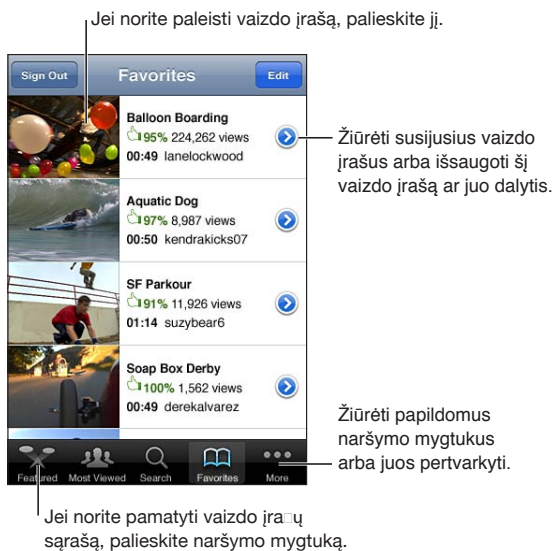 Jei norite paleisti vaizdo įrašą, palieskite jį.
Sign Out
Favorites
Edit
Balloon Boarding
95% 224,262 views
00:49 lanelockwood
Žiūrėti susijusius vaizdo
įrašus arba išsaugoti šį
vaizdo įrašą ar juo dalytis.
Aquatic Dog
97% 8,987 views
00:50 kendrakicks07
SF Parkour
91% 11,926 views
01:14 suzybear6
Soap Box Derby
100% 1,562 views
00:49 derekalvarez
Žiūrėti papildomus
naršymo mygtukus
arba juos pertvarkyti.
Featured
Most Viewed
Search
Favorites
More
Jei norite pamatyti vaizdo įra□ų
sąrašą, palieskite naršymo mygtuką.